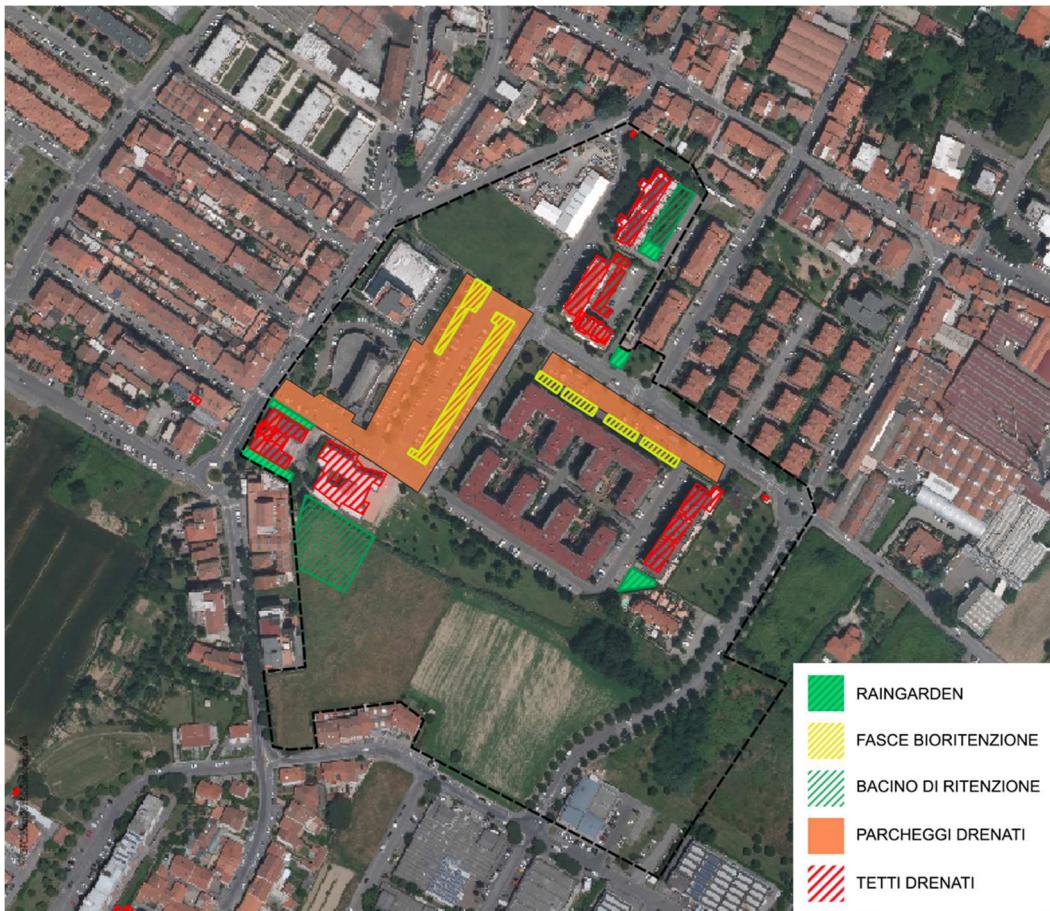 RAINGARDEN
FASCE BIORITENZIONE
BACINO DI RITENZIONE
PARCHEGGI DRENATI
TETTI DRENATI